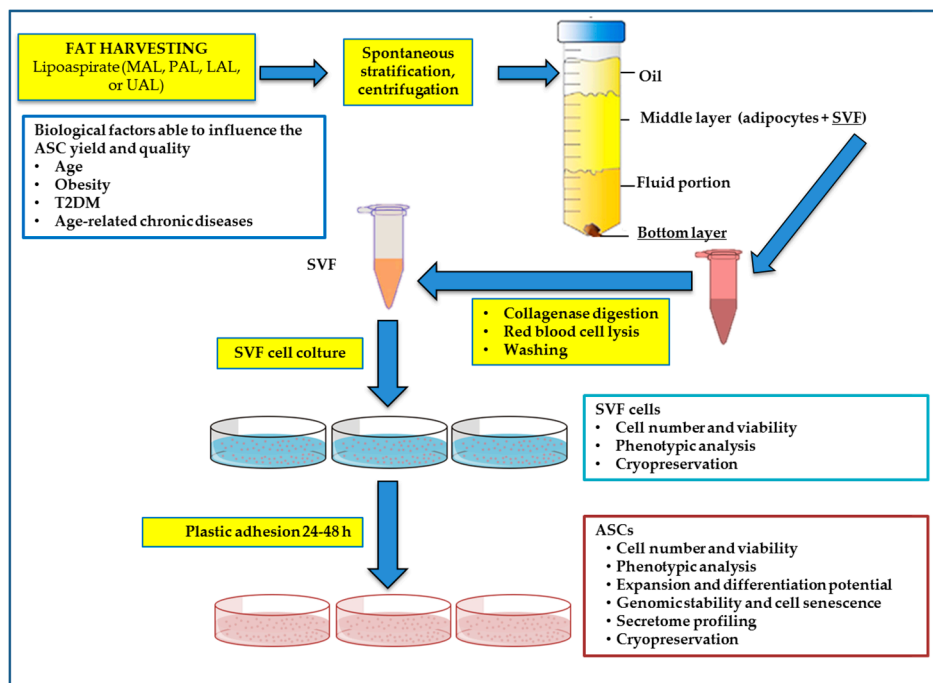 FAT HARVESTING
Lipoaspirate (MAL, PAL, LAL,
or UAL)
Spontaneous
stratification,
centrifugation
Oil
Middle layer (adipocytes + SVF)
Fluid portion
Bottom layer
Biological factors able to influence the
ASC yield and quality
• Age
• Obesity
• T2DM
• Age-related chronic diseases
SVF
• Collagenase digestion
• Red blood cell lysis
• Washing
SVF cell colture
SVF cells
• Cell number and viability
• Phenotypic analysis
• Cryopreservation
Plastic adhesion 24-48 h
ASCs
• Cell number and viability
• Phenotypic analysis
• Expansion and differentiation potential
• Genomic stability and cell senescence
• Secretome profiling
• Cryopreservation